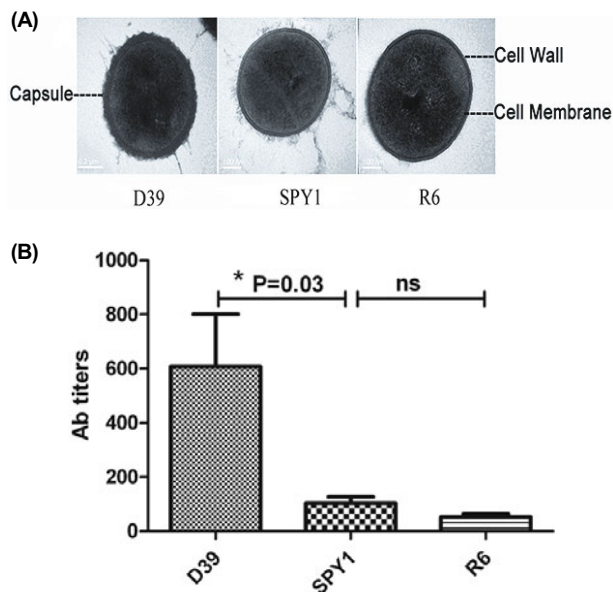 (A)
Capsule
Cell Wall
Cell Membrane
D39
SPY1
R6
(B)
Ab titers
1000
800
600
400
200
0
* P=0.03
ns
D39
SPY1
R6